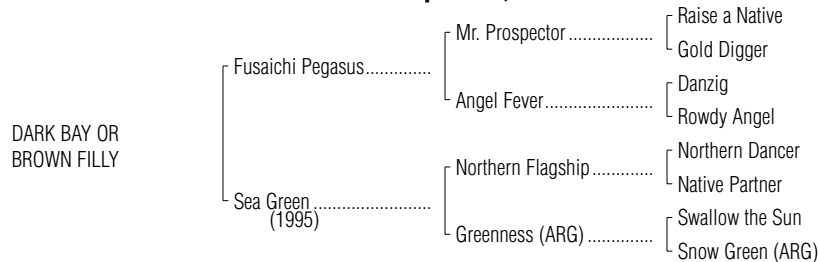 Raise a Native
Mr. Prospector ..................
Gold Digger
Fusaichi Pegasus..............
Danzig
Angel Fever........................
Rowdy Angel
DARK BAY OR
BROWN FILLY
Northern Dancer
Northern Flagship .............
Native Partner
Sea Green .........................
(1995)
Swallow the Sun
Greenness (ARG) ..............
Snow Green (ARG)